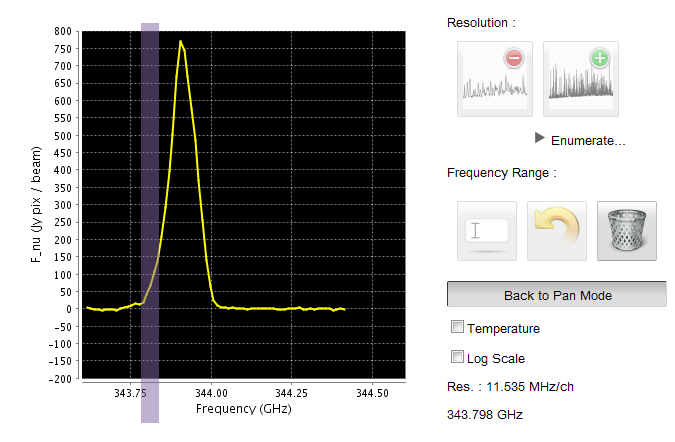 Resolution :
Enumerate...
Frequency Range :
Back to Pan Mode
Temperature
Log Scale
Res. : 11.535 MHz/ch
343.798 GHz
F_nu (Jy pix / beam)
800
750
700
650
600
550
500
450
400
350
300
250
200
150
100
50
0
-50
-100
-150
-200
343.75 344.00 344.25 344.50
Frequency (GHz)